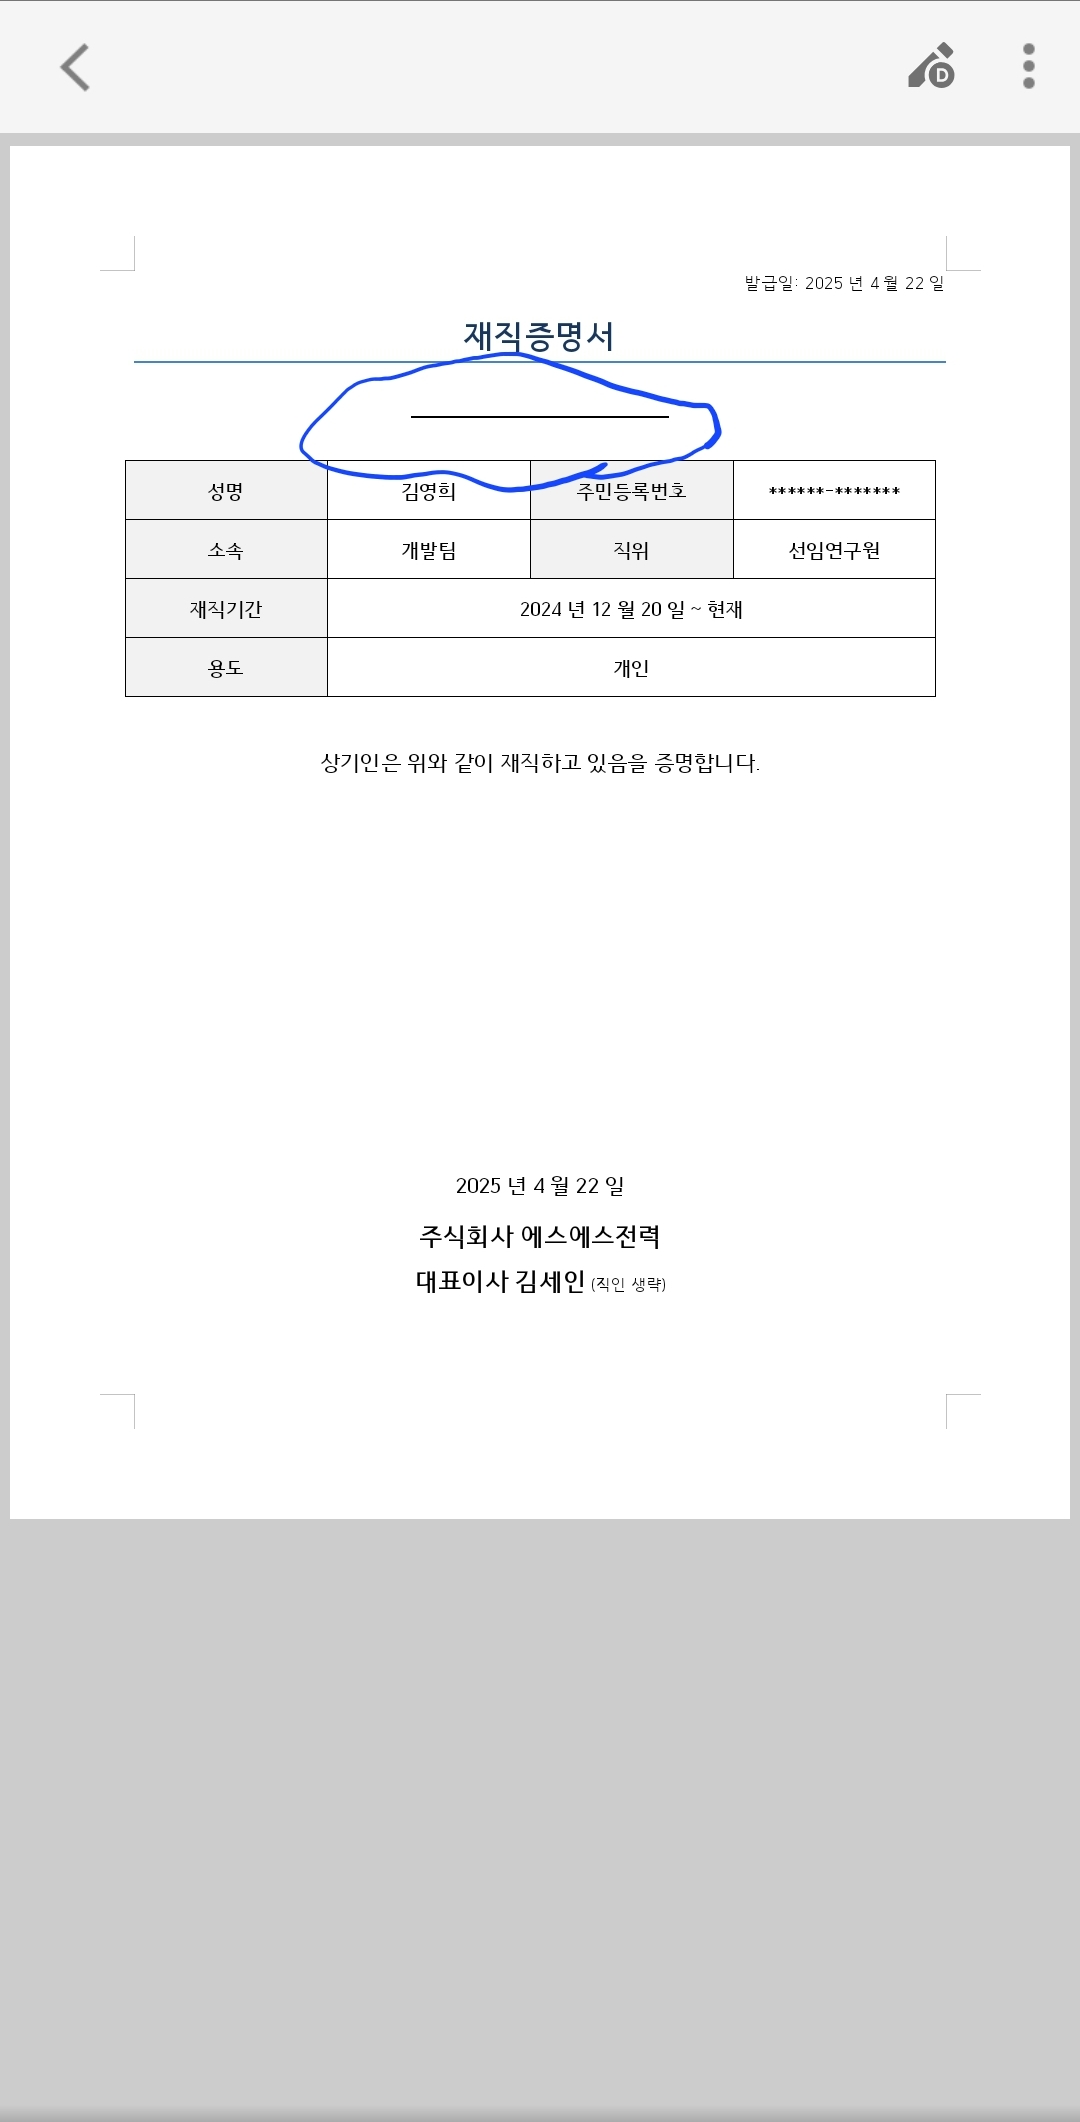 발급일: 2025 년 4 월 22 일
재직증명서
성명 김영희 주민등록번호 ******-*******
소속 개발팀 직위 선임연구원
재직기간 2024 년 12 월 20 일 ~ 현재
용도 개인
상기인은 위와 같이 재직하고 있음을 증명합니다.
2025 년 4 월 22 일
주식회사 에스에스전력
대표이사 김세인 (직인 생략)